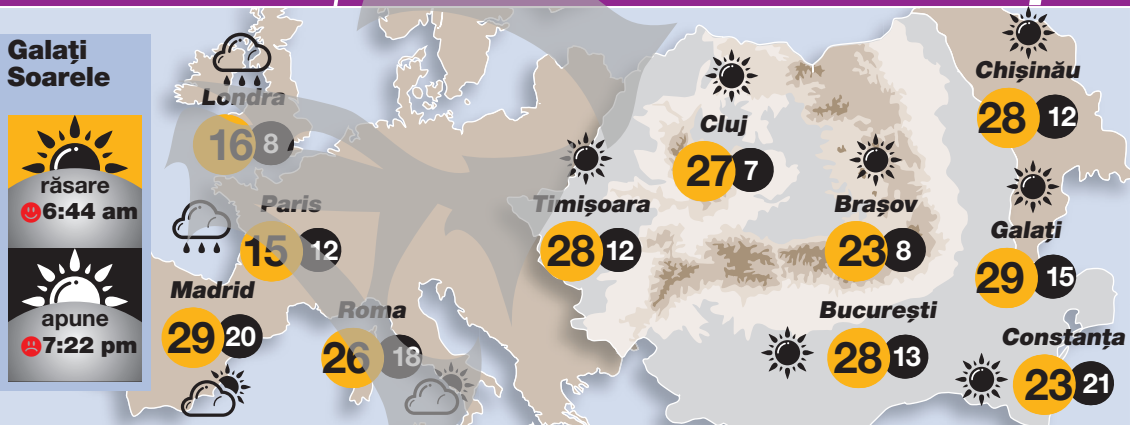 Galați
Soarele
răsare
6:44 am
apune
7:22 pm
Londra
16 8
Paris
15 12
Madrid
29 20
Roma
26 18
Timișoara
28 12
Cluj
27 7
Brașov
23 8
București
28 13
Chișinău
28 12
Galați
29 15
Constanța
23 21